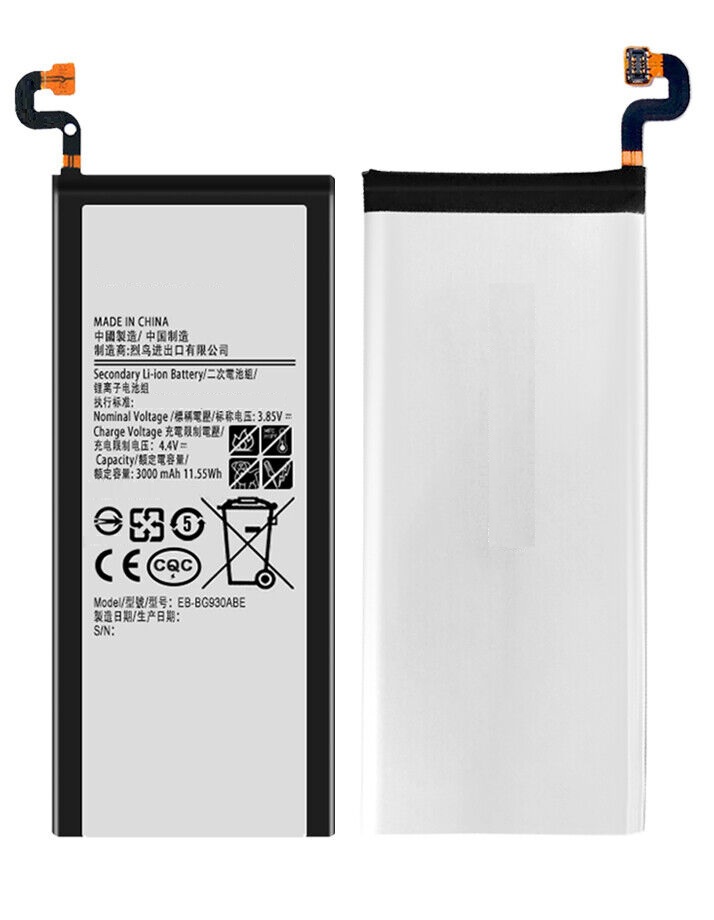 MADE IN CHINA
中國製造/ 中国制造
制造商:烈鸟进出口有限公司
Secondary Li-ion Battery/二次電池組/
锂离子电池组
执行标准:
Nominal Voltage /標稱電壓/标称电压: 3.85V⎓
Charge Voltage 充電限制電壓/
充电限制电压: 4.4V⎓
Capacity/額定電容量/
额定容量: 3000 mAh 11.55Wh
5
CE CQC
Model/型號/型号: EB-BG930ABE
製造日期/生产日期:
S/N: